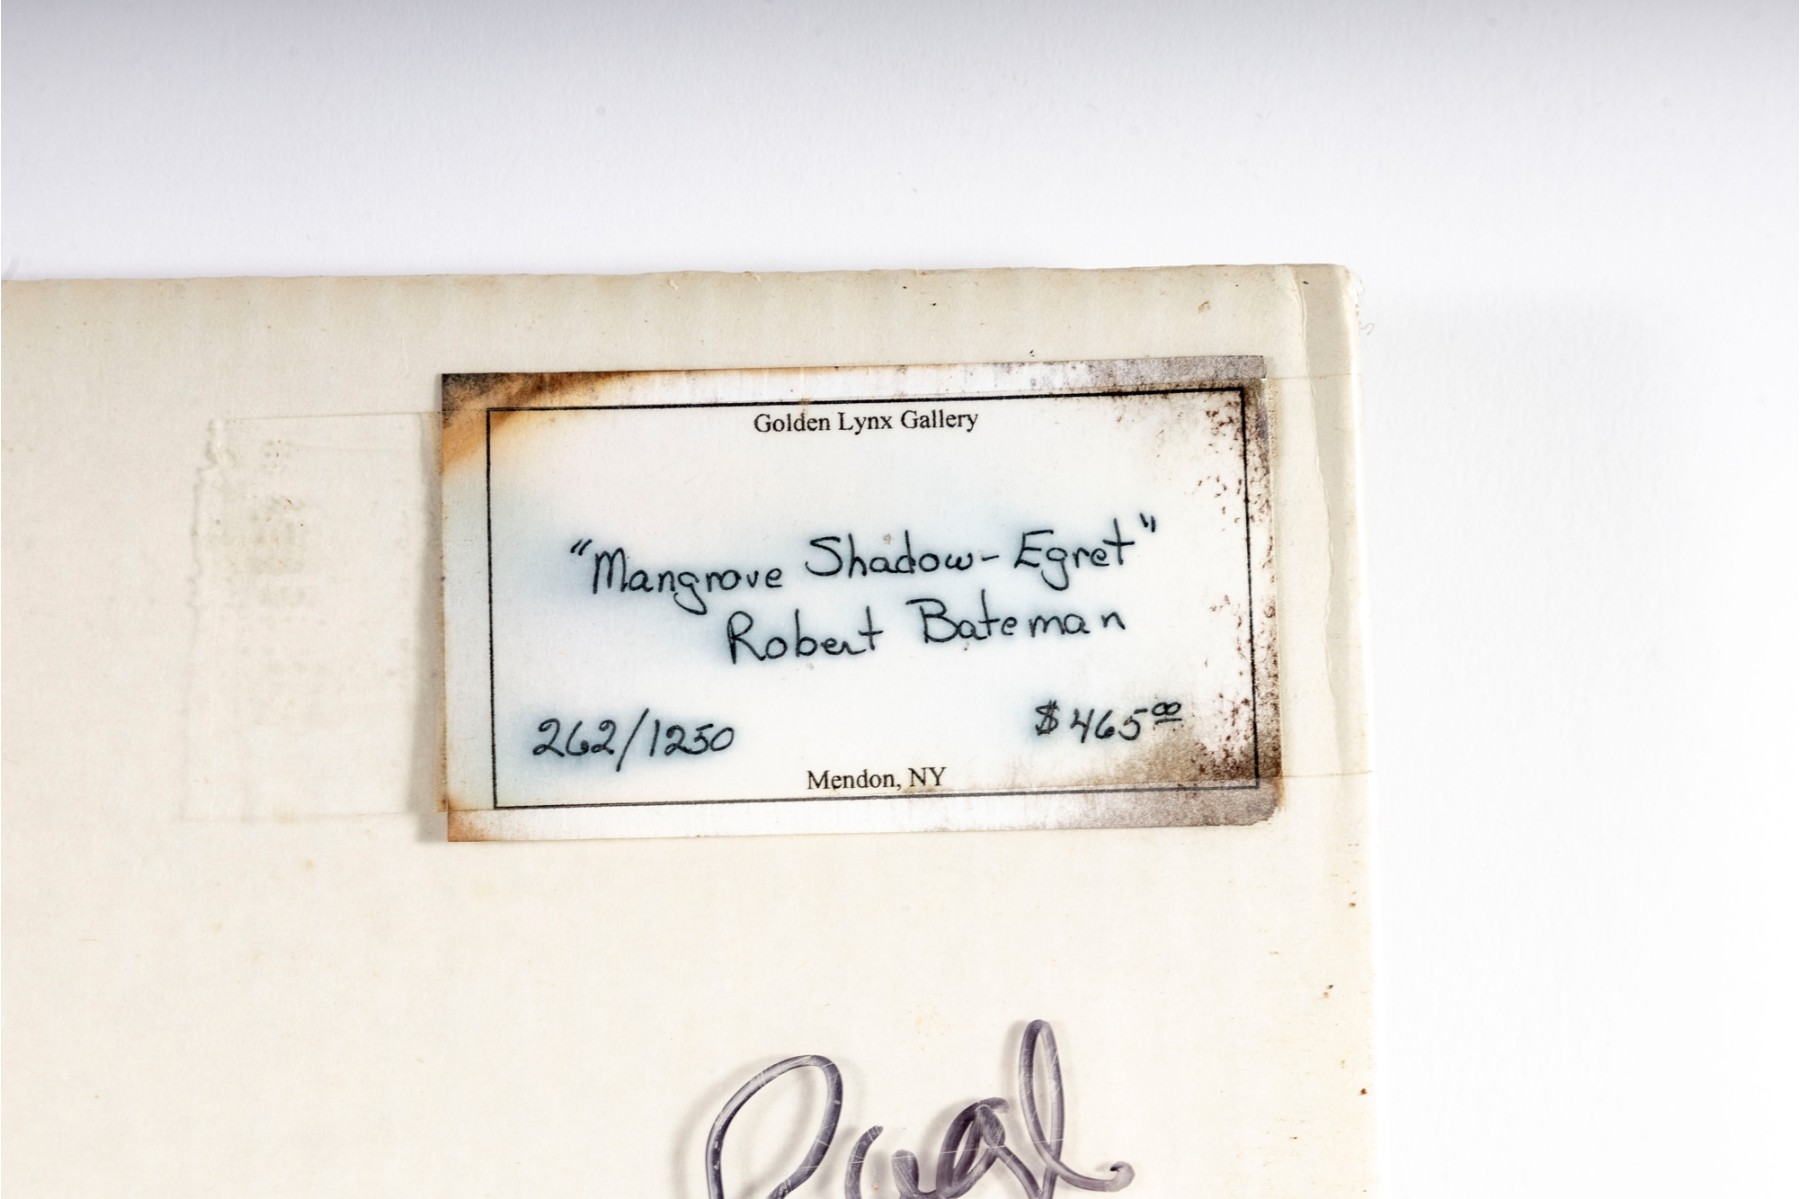 Golden Lynx Gallery
"Mangrove Shadow-Egret"
Robert Bateman
262/1250 $465.00
Mendon, NY